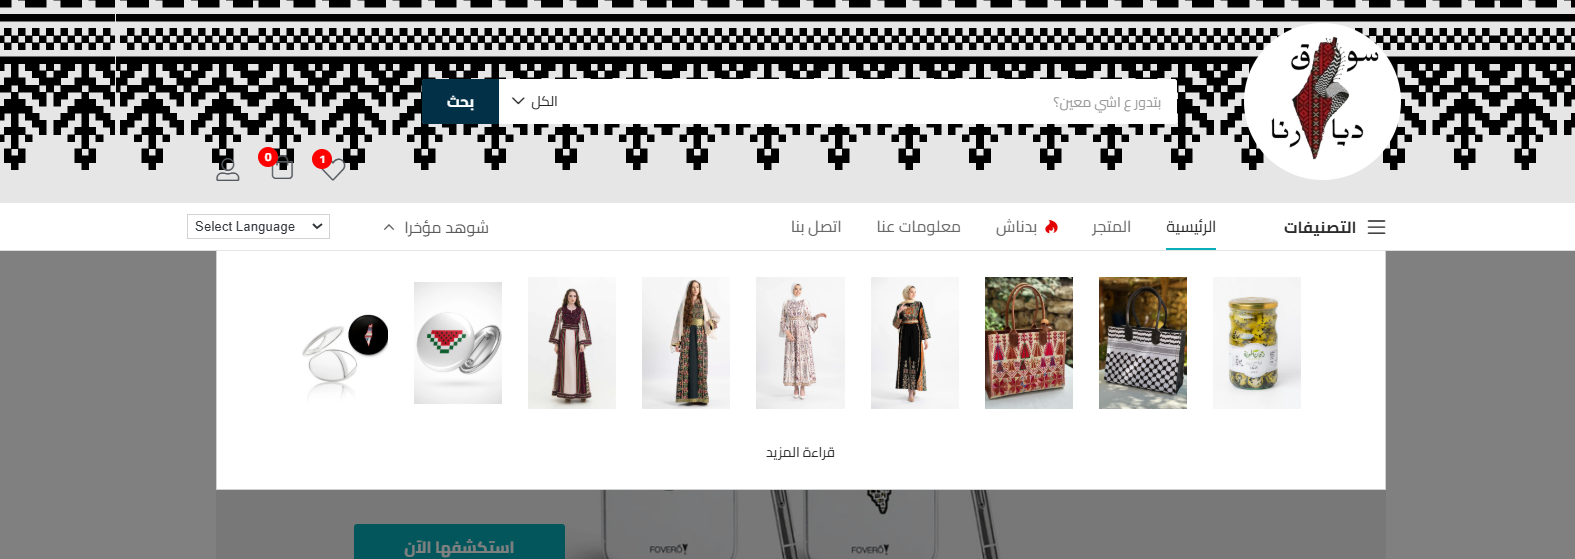 سوق
ديارنا
بتدور ع اشي معين؟
الكل
بحث
1
0
التصنيفات
الرئيسية
المتجر
بدناش
معلومات عنا
اتصل بنا
شوهد مؤخرا
Select Language
قراءة المزيد
استكشفها الآن
FOVERO
FOVERO